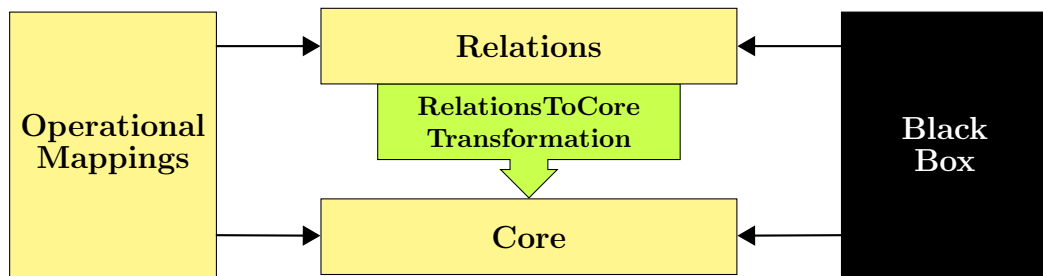 Relations
RelationsToCore
Transformation
Operational
Mappings
Black
Box
Core